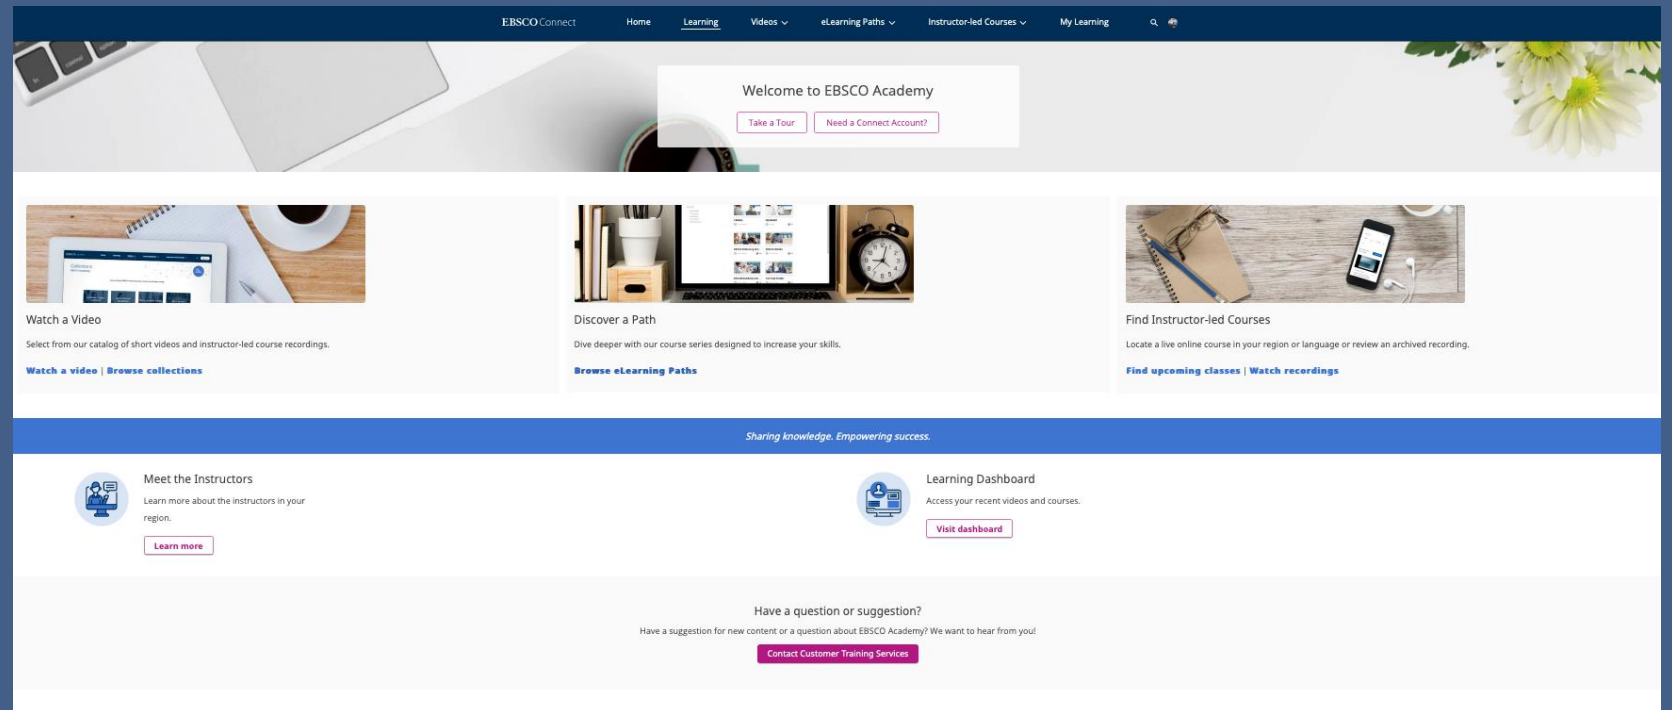 EBSCO Connect
Home
Learning
Videos
eLearning Paths
Instructor-led Courses
My Learning
Welcome to EBSCO Academy
Take a Tour
Need a Connect Account?
Watch a Video
Select from our catalog of short videos and instructor-led course recordings.
Watch a video | Browse collections
Discover a Path
Dive deeper with our course series designed to increase your skills.
Browse eLearning Paths
Find Instructor-led Courses
Locate a live online course in your region or language or review an archived recording.
Find upcoming classes | Watch recordings
Sharing knowledge. Empowering success.
Meet the Instructors
Learn more about the instructors in your
region.
Learn more
Learning Dashboard
Access your recent videos and courses.
Visit dashboard
Have a question or suggestion?
Have a suggestion for new content or a question about EBSCO Academy? We want to hear from you!
Contact Customer Training Services